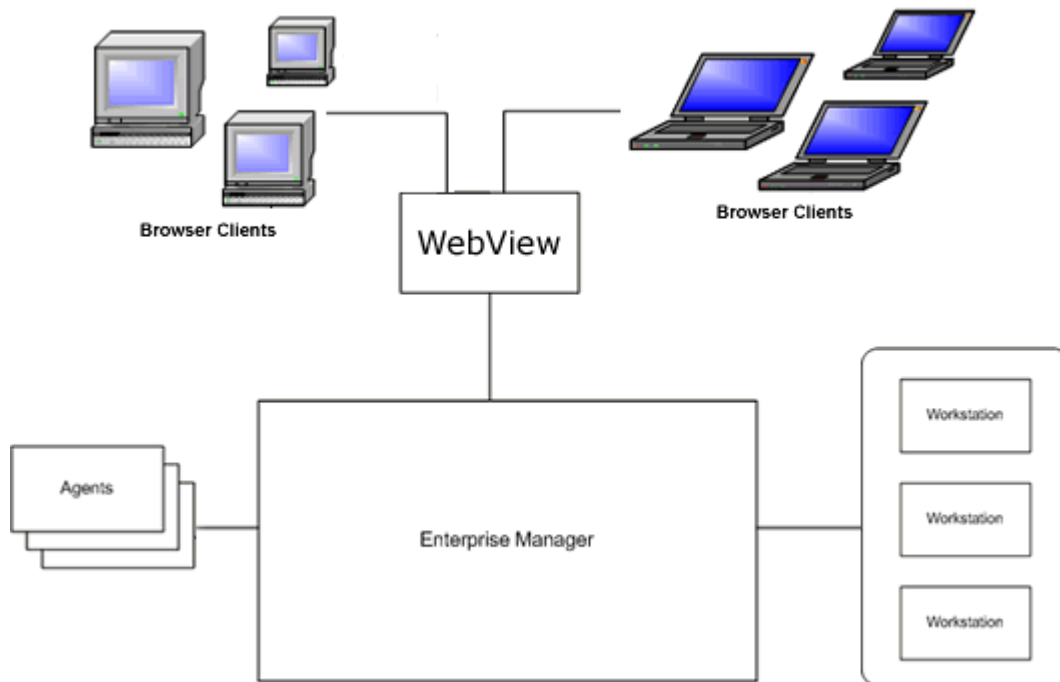 Browser Clients
Browser Clients
WebView
Workstation
Agents
Workstation
Enterprise Manager
Workstation